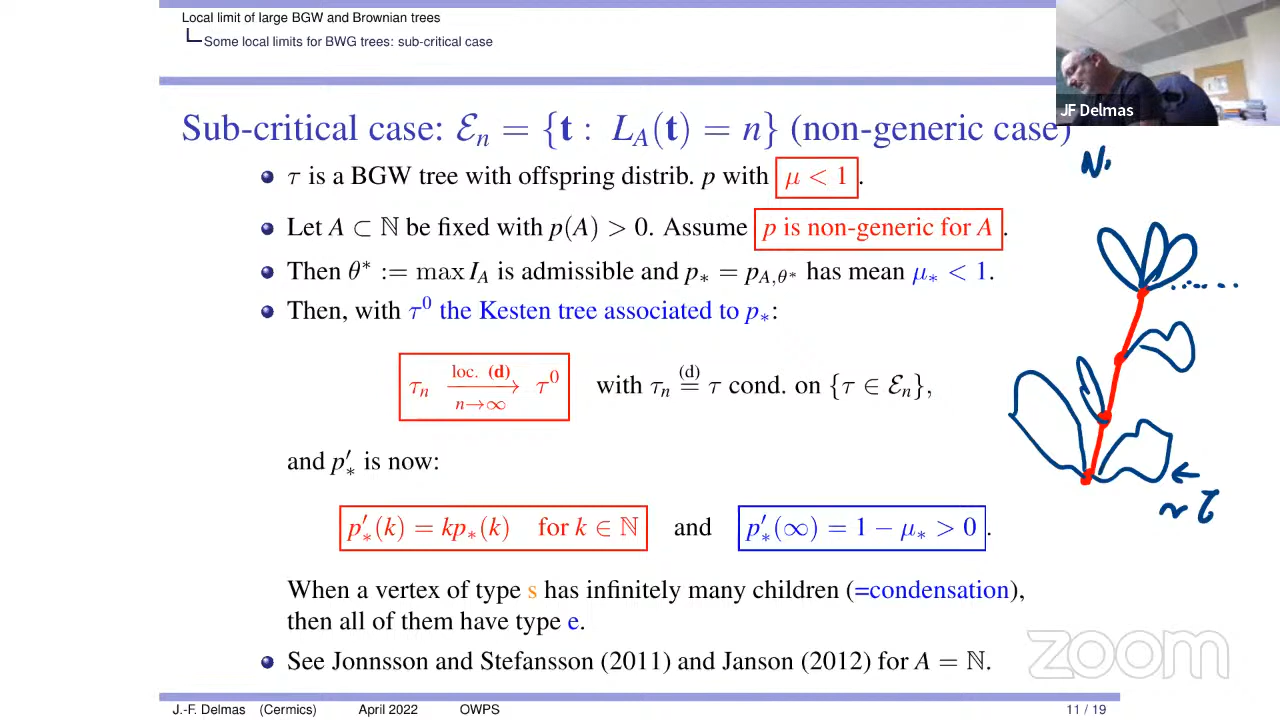 Local limit of large BGW and Brownian trees
Some local limits for BWG trees: sub-critical case
JF Delmas
Sub-critical case: ℰ_n = {t : L_A(t) = n} (non-generic case)
τ is a BGW tree with offspring distrib. p with μ < 1.
Let A ⊂ ℕ be fixed with p(A) > 0. Assume p is non-generic for A.
Then θ* := max I_A is admissible and p_* = p_{A,θ*} has mean μ_* < 1.
Then, with τ^0 the Kesten tree associated to p_*:
τ_n loc. (d) ⟶ n→∞ τ^0 with τ_n (d)= τ cond. on {τ ∈ ℰ_n},
and p'_* is now:
p'_*(k) = kp_*(k) for k ∈ ℕ and p'_*(∞) = 1 − μ_* > 0.
When a vertex of type s has infinitely many children (=condensation),
then all of them have type e.
See Jonnsson and Stefansson (2011) and Janson (2012) for A = ℕ.
~ τ
zoom
J.-F. Delmas (Cermics) April 2022 OWPS 11 / 19